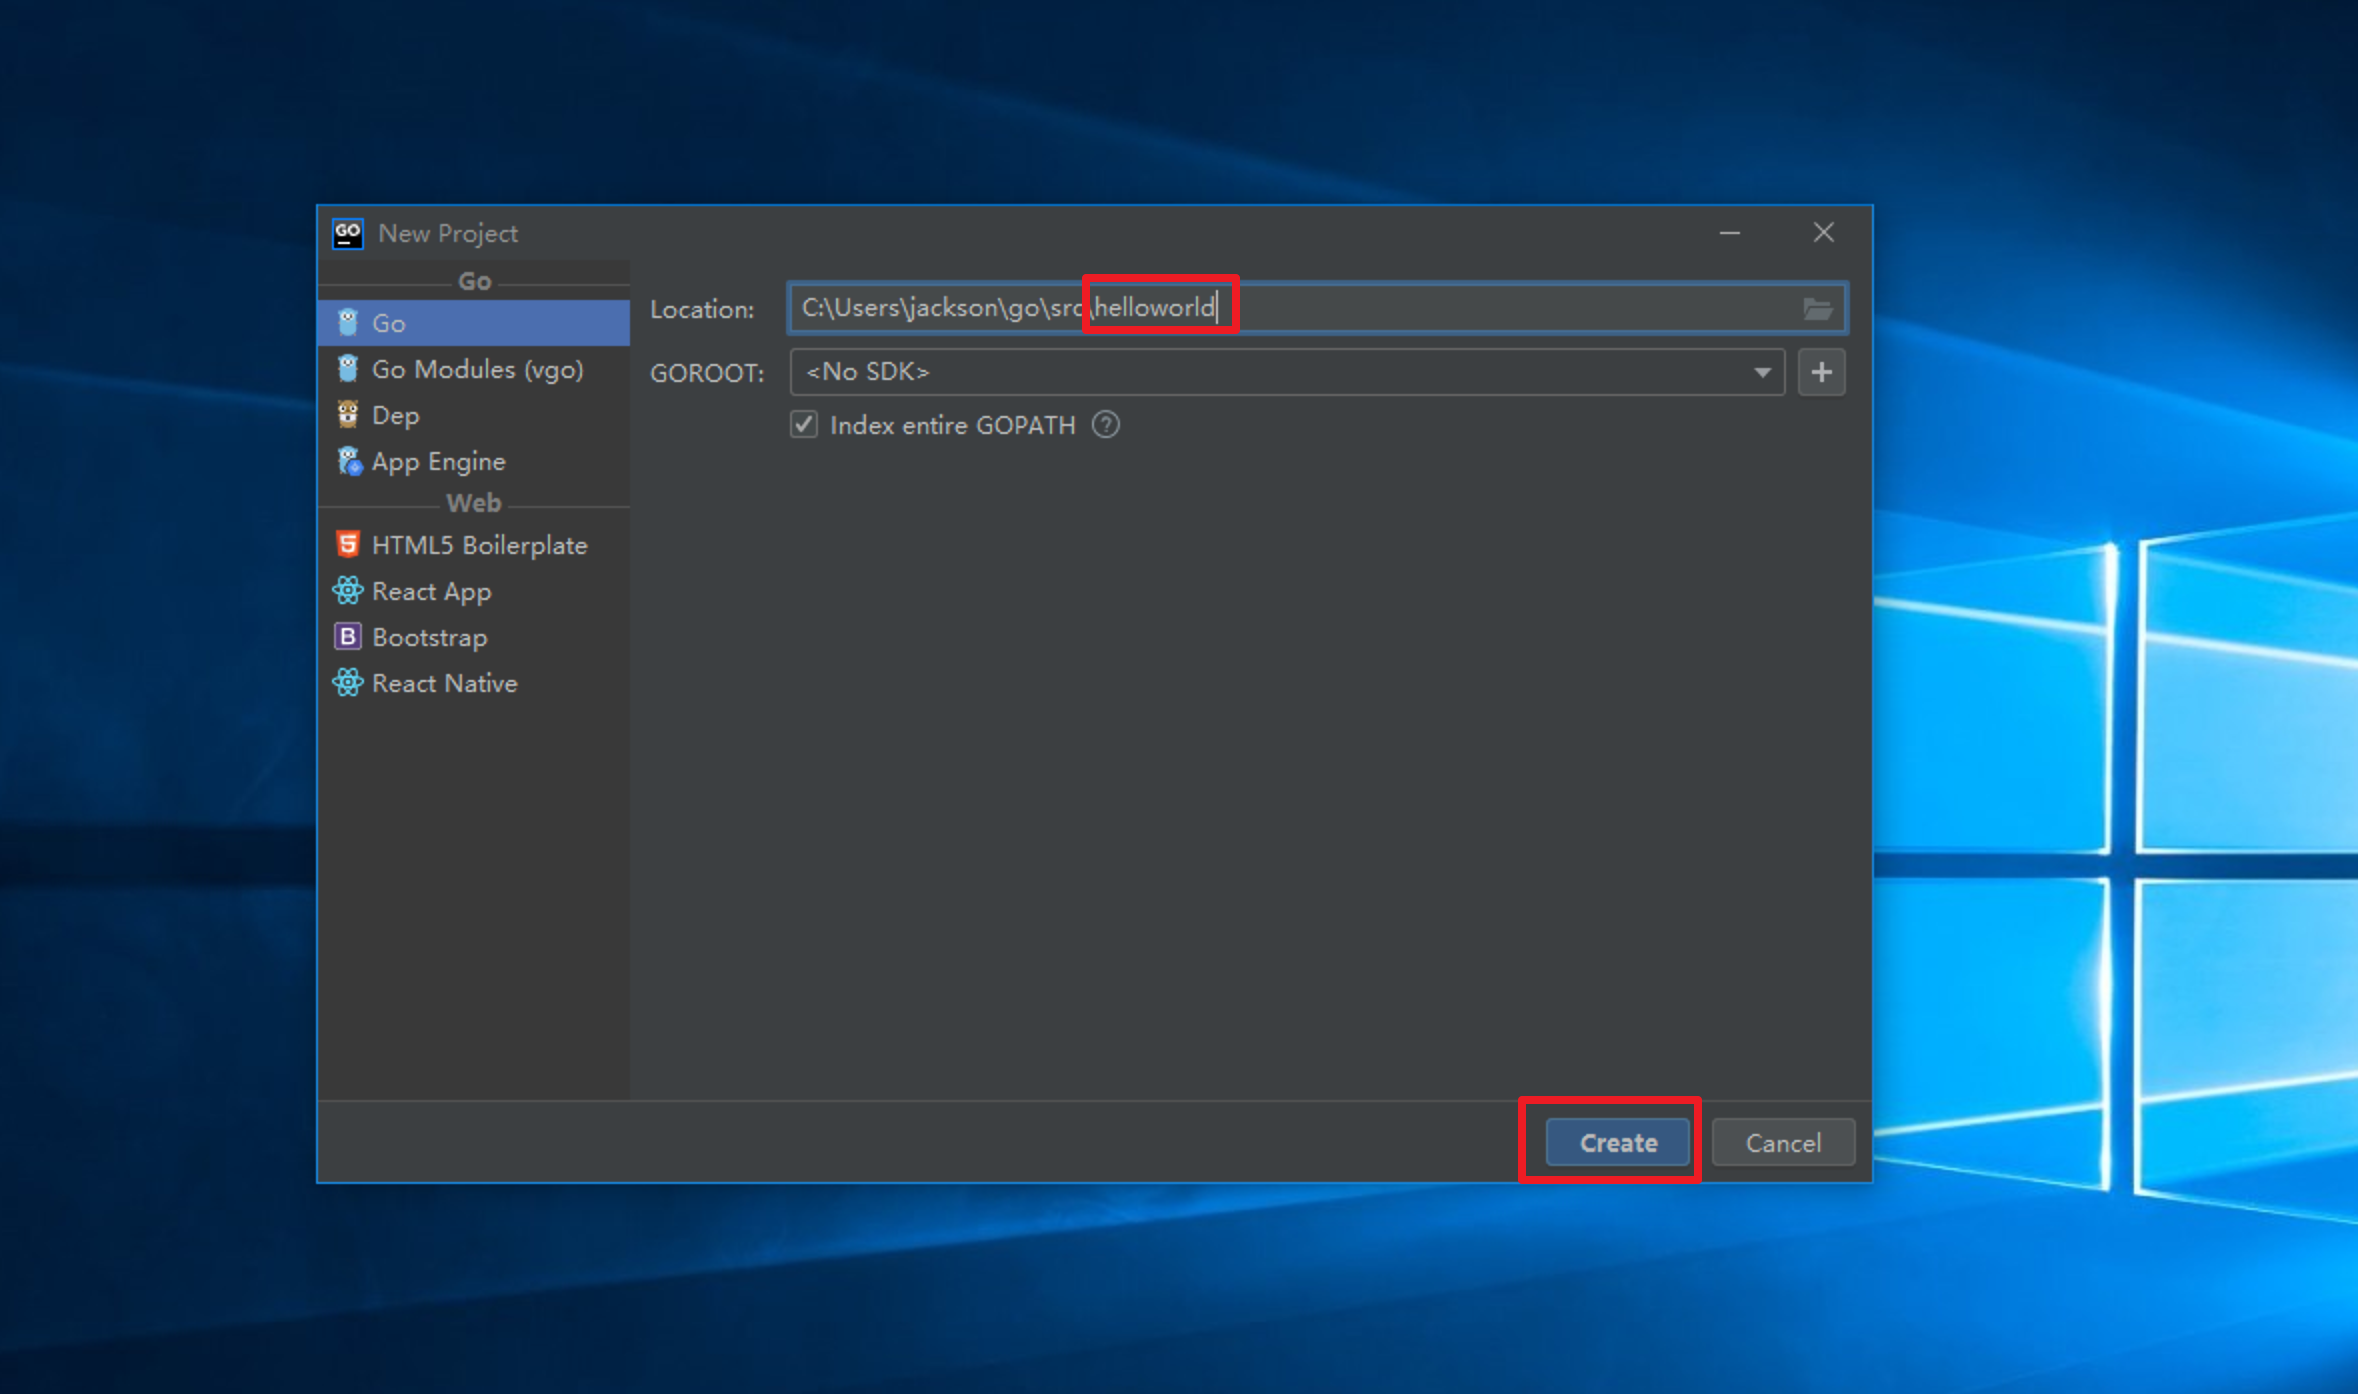 GO New Project
Go
Go
Go Modules (vgo)
Dep
App Engine
Web
HTML5 Boilerplate
React App
B Bootstrap
React Native
Location: C:\Users\jackson\go\src\helloworld
GOROOT: <No SDK>
Index entire GOPATH ?
Create Cancel